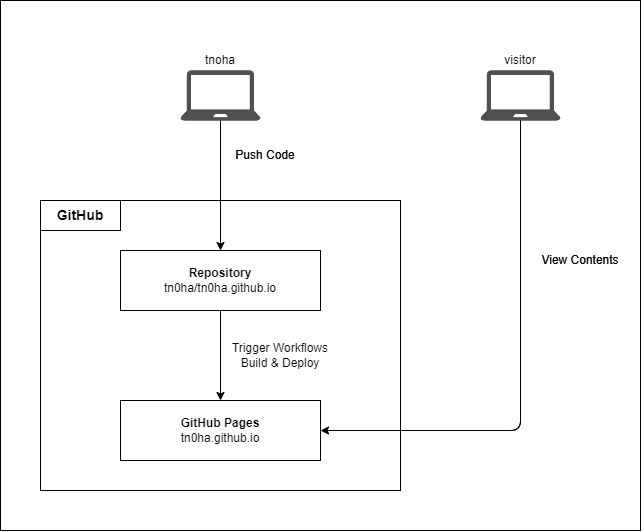 tnoha
visitor
Push Code
GitHub
View Contents
Repository
tn0ha/tn0ha.github.io
Trigger Workflows
Build & Deploy
GitHub Pages
tn0ha.github.io